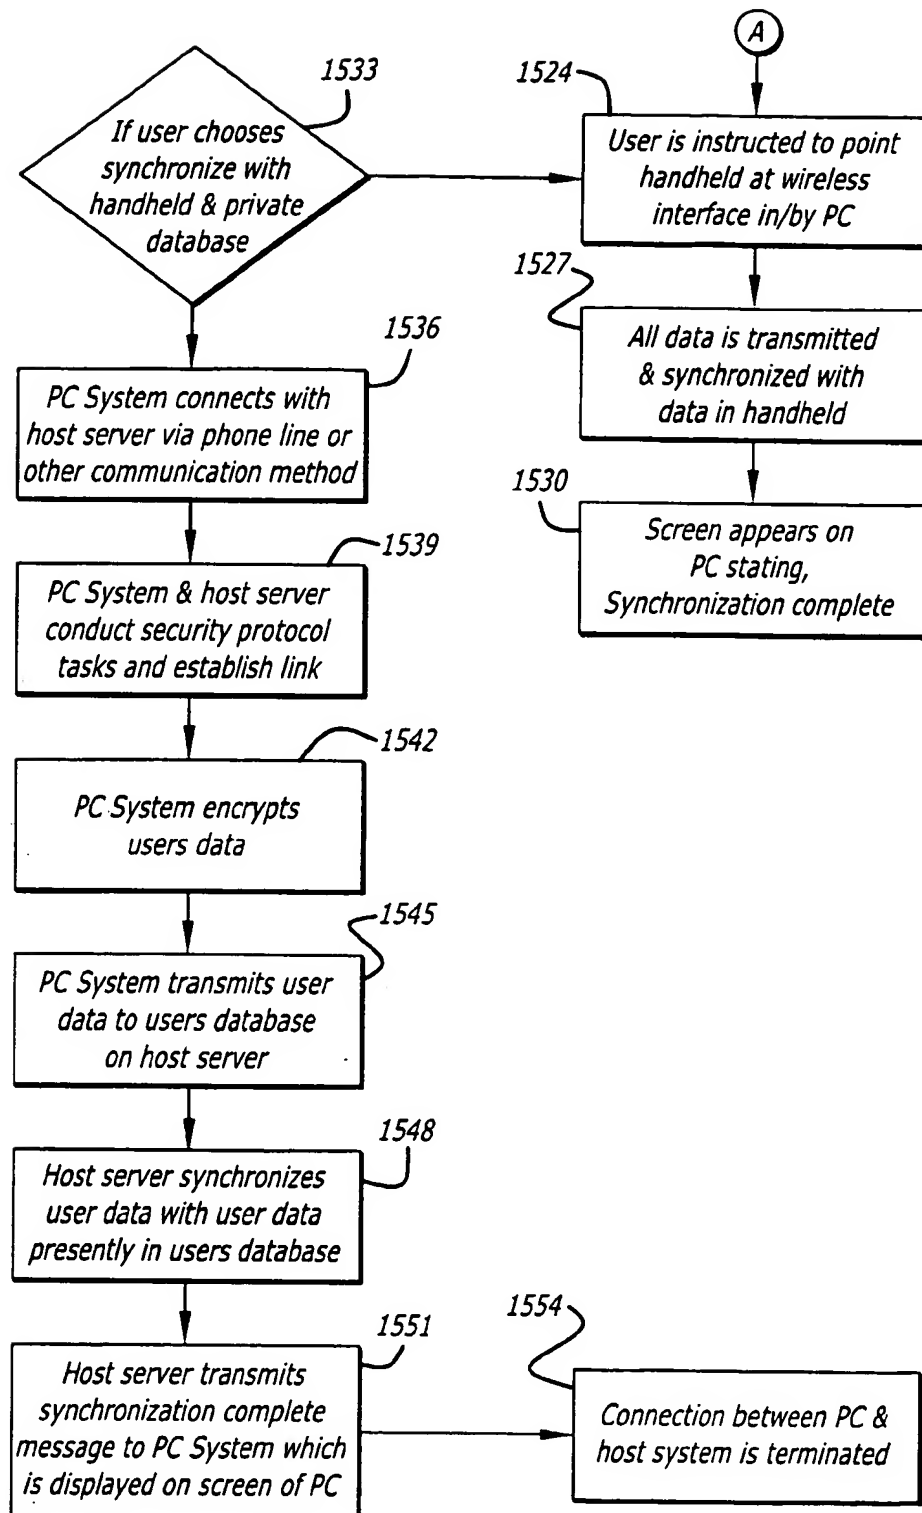 A
1533
If user chooses
synchronize with
handheld & private
database
1524
User is instructed to point
handheld at wireless
interface in/by PC
1527
All data is transmitted
& synchronized with
data in handheld
1530
Screen appears on
PC stating,
Synchronization complete
1536
PC System connects with
host server via phone line or
other communication method
1539
PC System & host server
conduct security protocol
tasks and establish link
1542
PC System encrypts
users data
1545
PC System transmits user
data to users database
on host server
1548
Host server synchronizes
user data with user data
presently in users database
1551
Host server transmits
synchronization complete
message to PC System which
is displayed on screen of PC
1554
Connection between PC &
host system is terminated